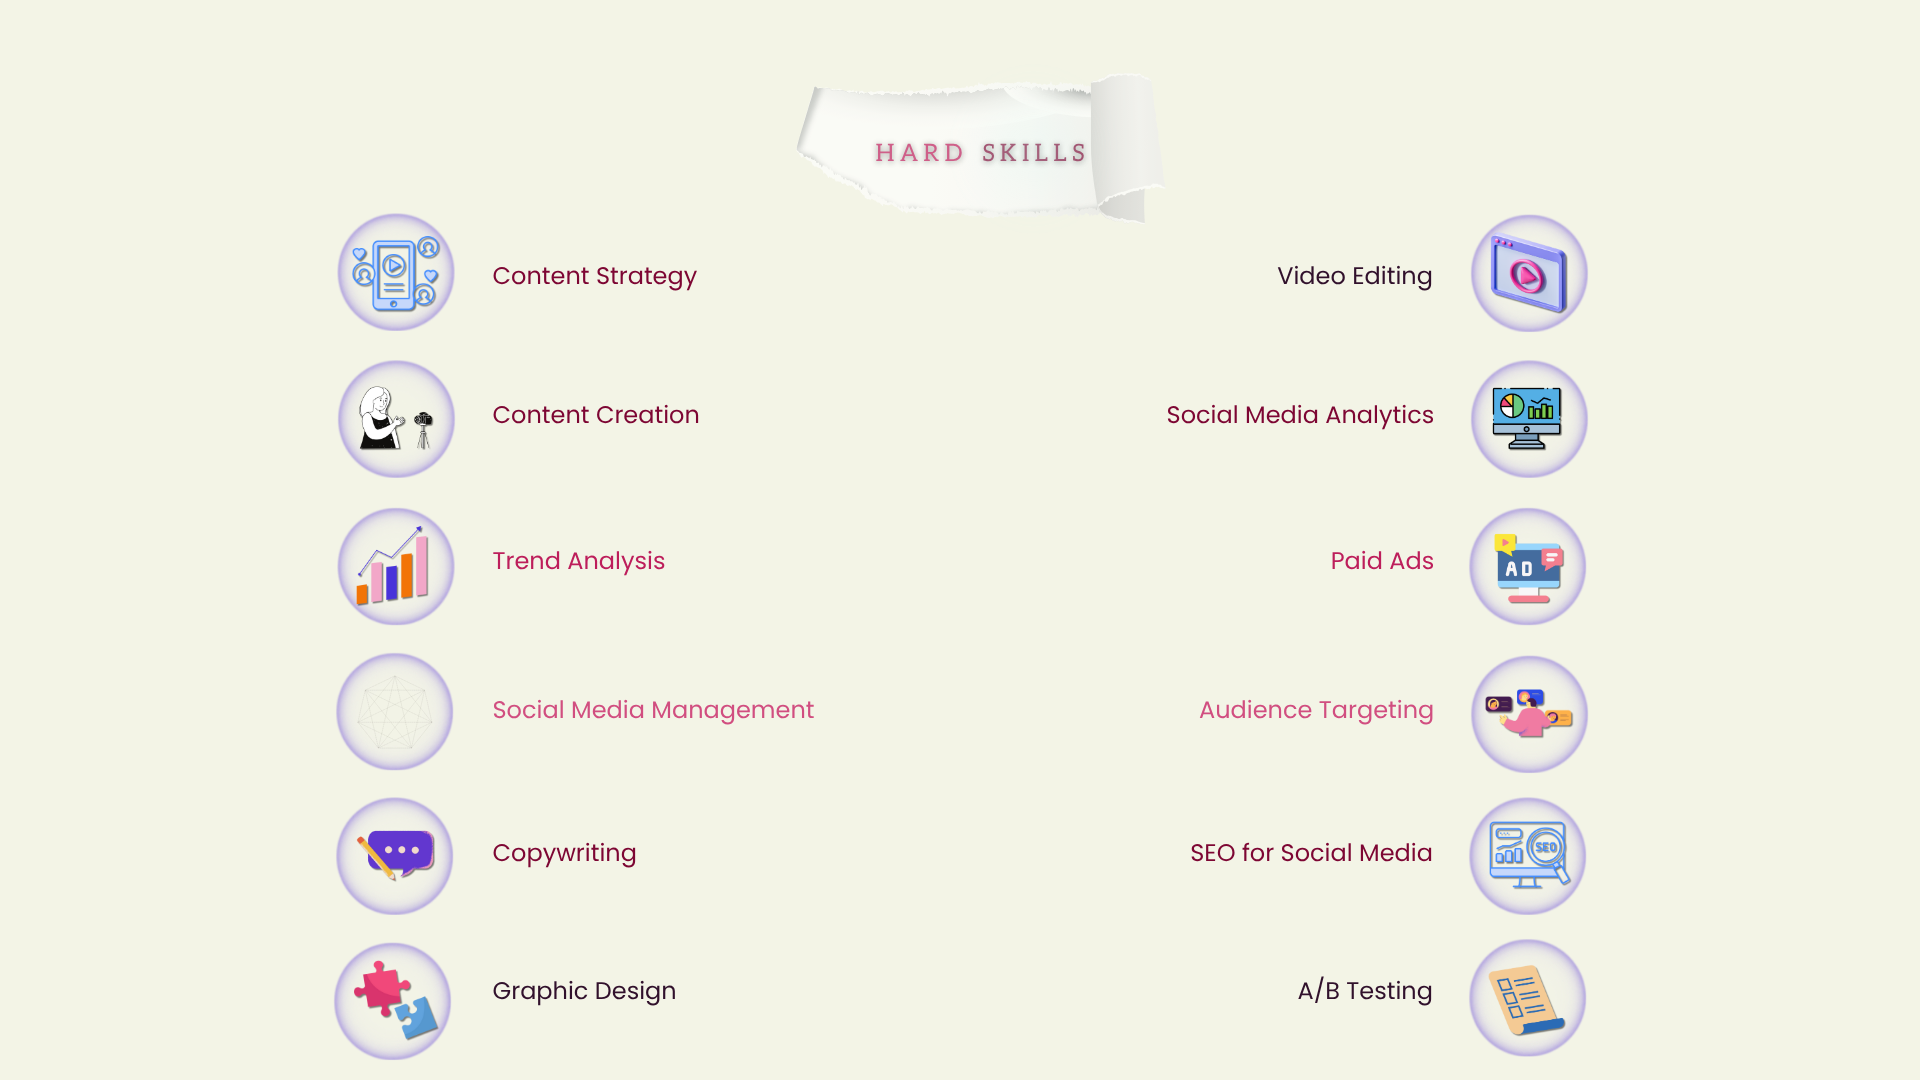 HARD SKILLS
Content Strategy
Content Creation
Trend Analysis
Social Media Management
Copywriting
Graphic Design
Video Editing
Social Media Analytics
Paid Ads
AD
Audience Targeting
SEO for Social Media
SEO
A/B Testing